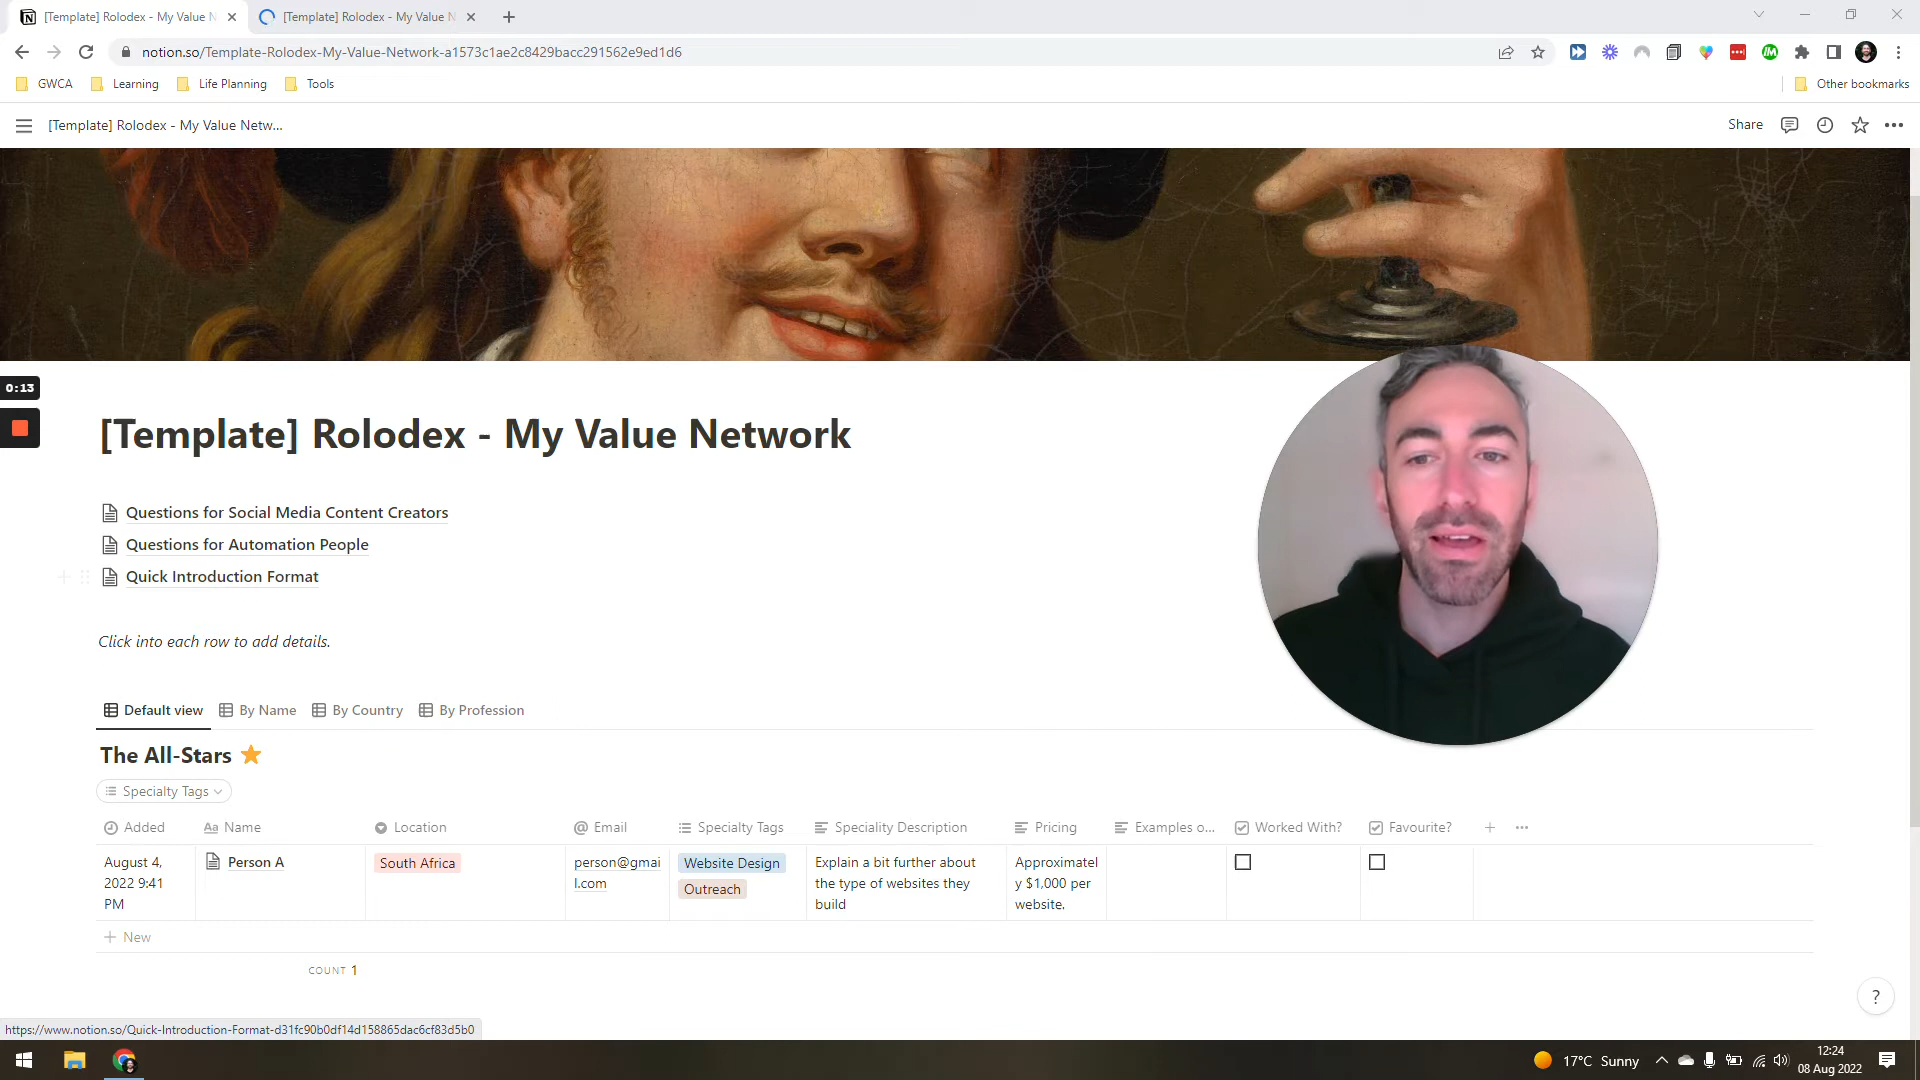 [Template] Rolodex - My Value N
[Template] Rolodex - My Value N
notion.so/Template-Rolodex-My-Value-Network-a1573c1ae2c8429bacc291562e9ed1d6
GWCA
Learning
Life Planning
Tools
Other bookmarks
[Template] Rolodex - My Value Netw...
Share
0:13
[Template] Rolodex - My Value Network
Questions for Social Media Content Creators
Questions for Automation People
Quick Introduction Format
Click into each row to add details.
Default view
By Name
By Country
By Profession
The All-Stars
Specialty Tags
Added
Aa Name
Location
@ Email
Specialty Tags
Speciality Description
Pricing
Examples o...
Worked With?
Favourite?
August 4,
2022 9:41
PM
Person A
South Africa
person@gmai
l.com
Website Design
Outreach
Explain a bit further about
the type of websites they
build
Approximatel
y $1,000 per
website.
New
COUNT 1
?
https://www.notion.so/Quick-Introduction-Format-d31fc90b0df14d158865dac6cf83d5b0
17°C Sunny
12:24
08 Aug 2022